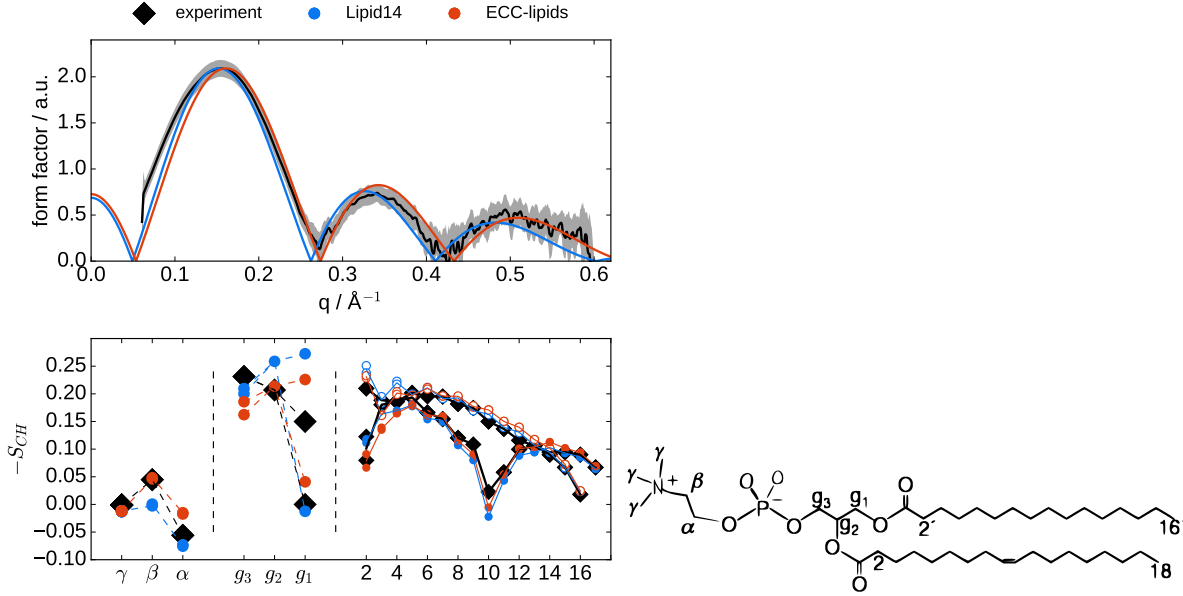 experiment Lipid14 ECC-lipids
form factor / a.u.
2.0
1.5
1.0
0.5
0.0
0.0 0.1 0.2 0.3 0.4 0.5 0.6
q / Å⁻¹
−S_CH
0.25
0.20
0.15
0.10
0.05
0.00
−0.05
−0.10
γ β α g₃ g₂ g₁ 2 4 6 8 10 12 14 16
γ
γ N + β
γ
α
O O
O P − O
g₃ g₁
g₂
O
O
2´ 16
O
O
2 18